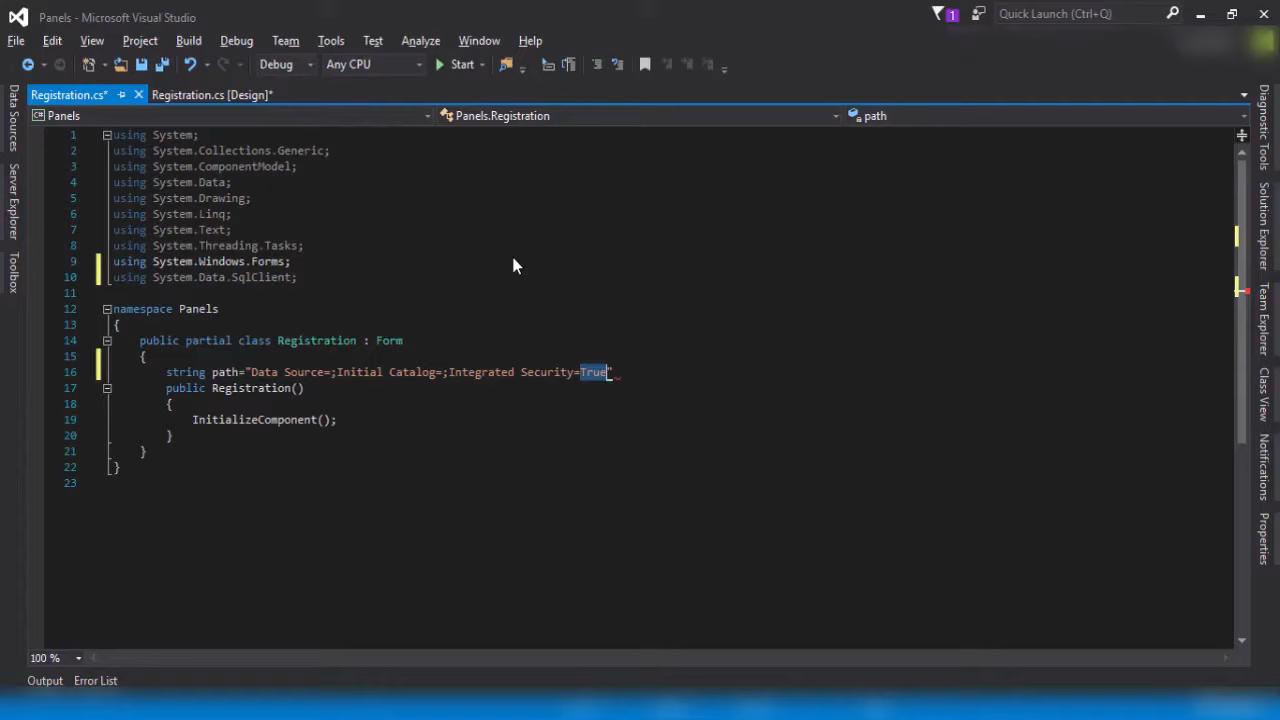 Panels - Microsoft Visual Studio
1
Quick Launch (Ctrl+Q)
File Edit View Project Build Debug Team Tools Test Analyze Window Help
Debug Any CPU Start
Registration.cs* Registration.cs [Design]*
Panels Panels.Registration path
1 using System;
2 using System.Collections.Generic;
3 using System.ComponentModel;
4 using System.Data;
5 using System.Drawing;
6 using System.Linq;
7 using System.Text;
8 using System.Threading.Tasks;
9 using System.Windows.Forms;
10 using System.Data.SqlClient;
11
12 namespace Panels
13 {
14 public partial class Registration : Form
15 {
16 string path="Data Source=;Initial Catalog=;Integrated Security=True"
17 public Registration()
18 {
19 InitializeComponent();
20 }
21 }
22 }
23
100 %
Output Error List
Data Sources
Server Explorer
Toolbox
Diagnostic Tools
Solution Explorer
Team Explorer
Class View
Notifications
Properties